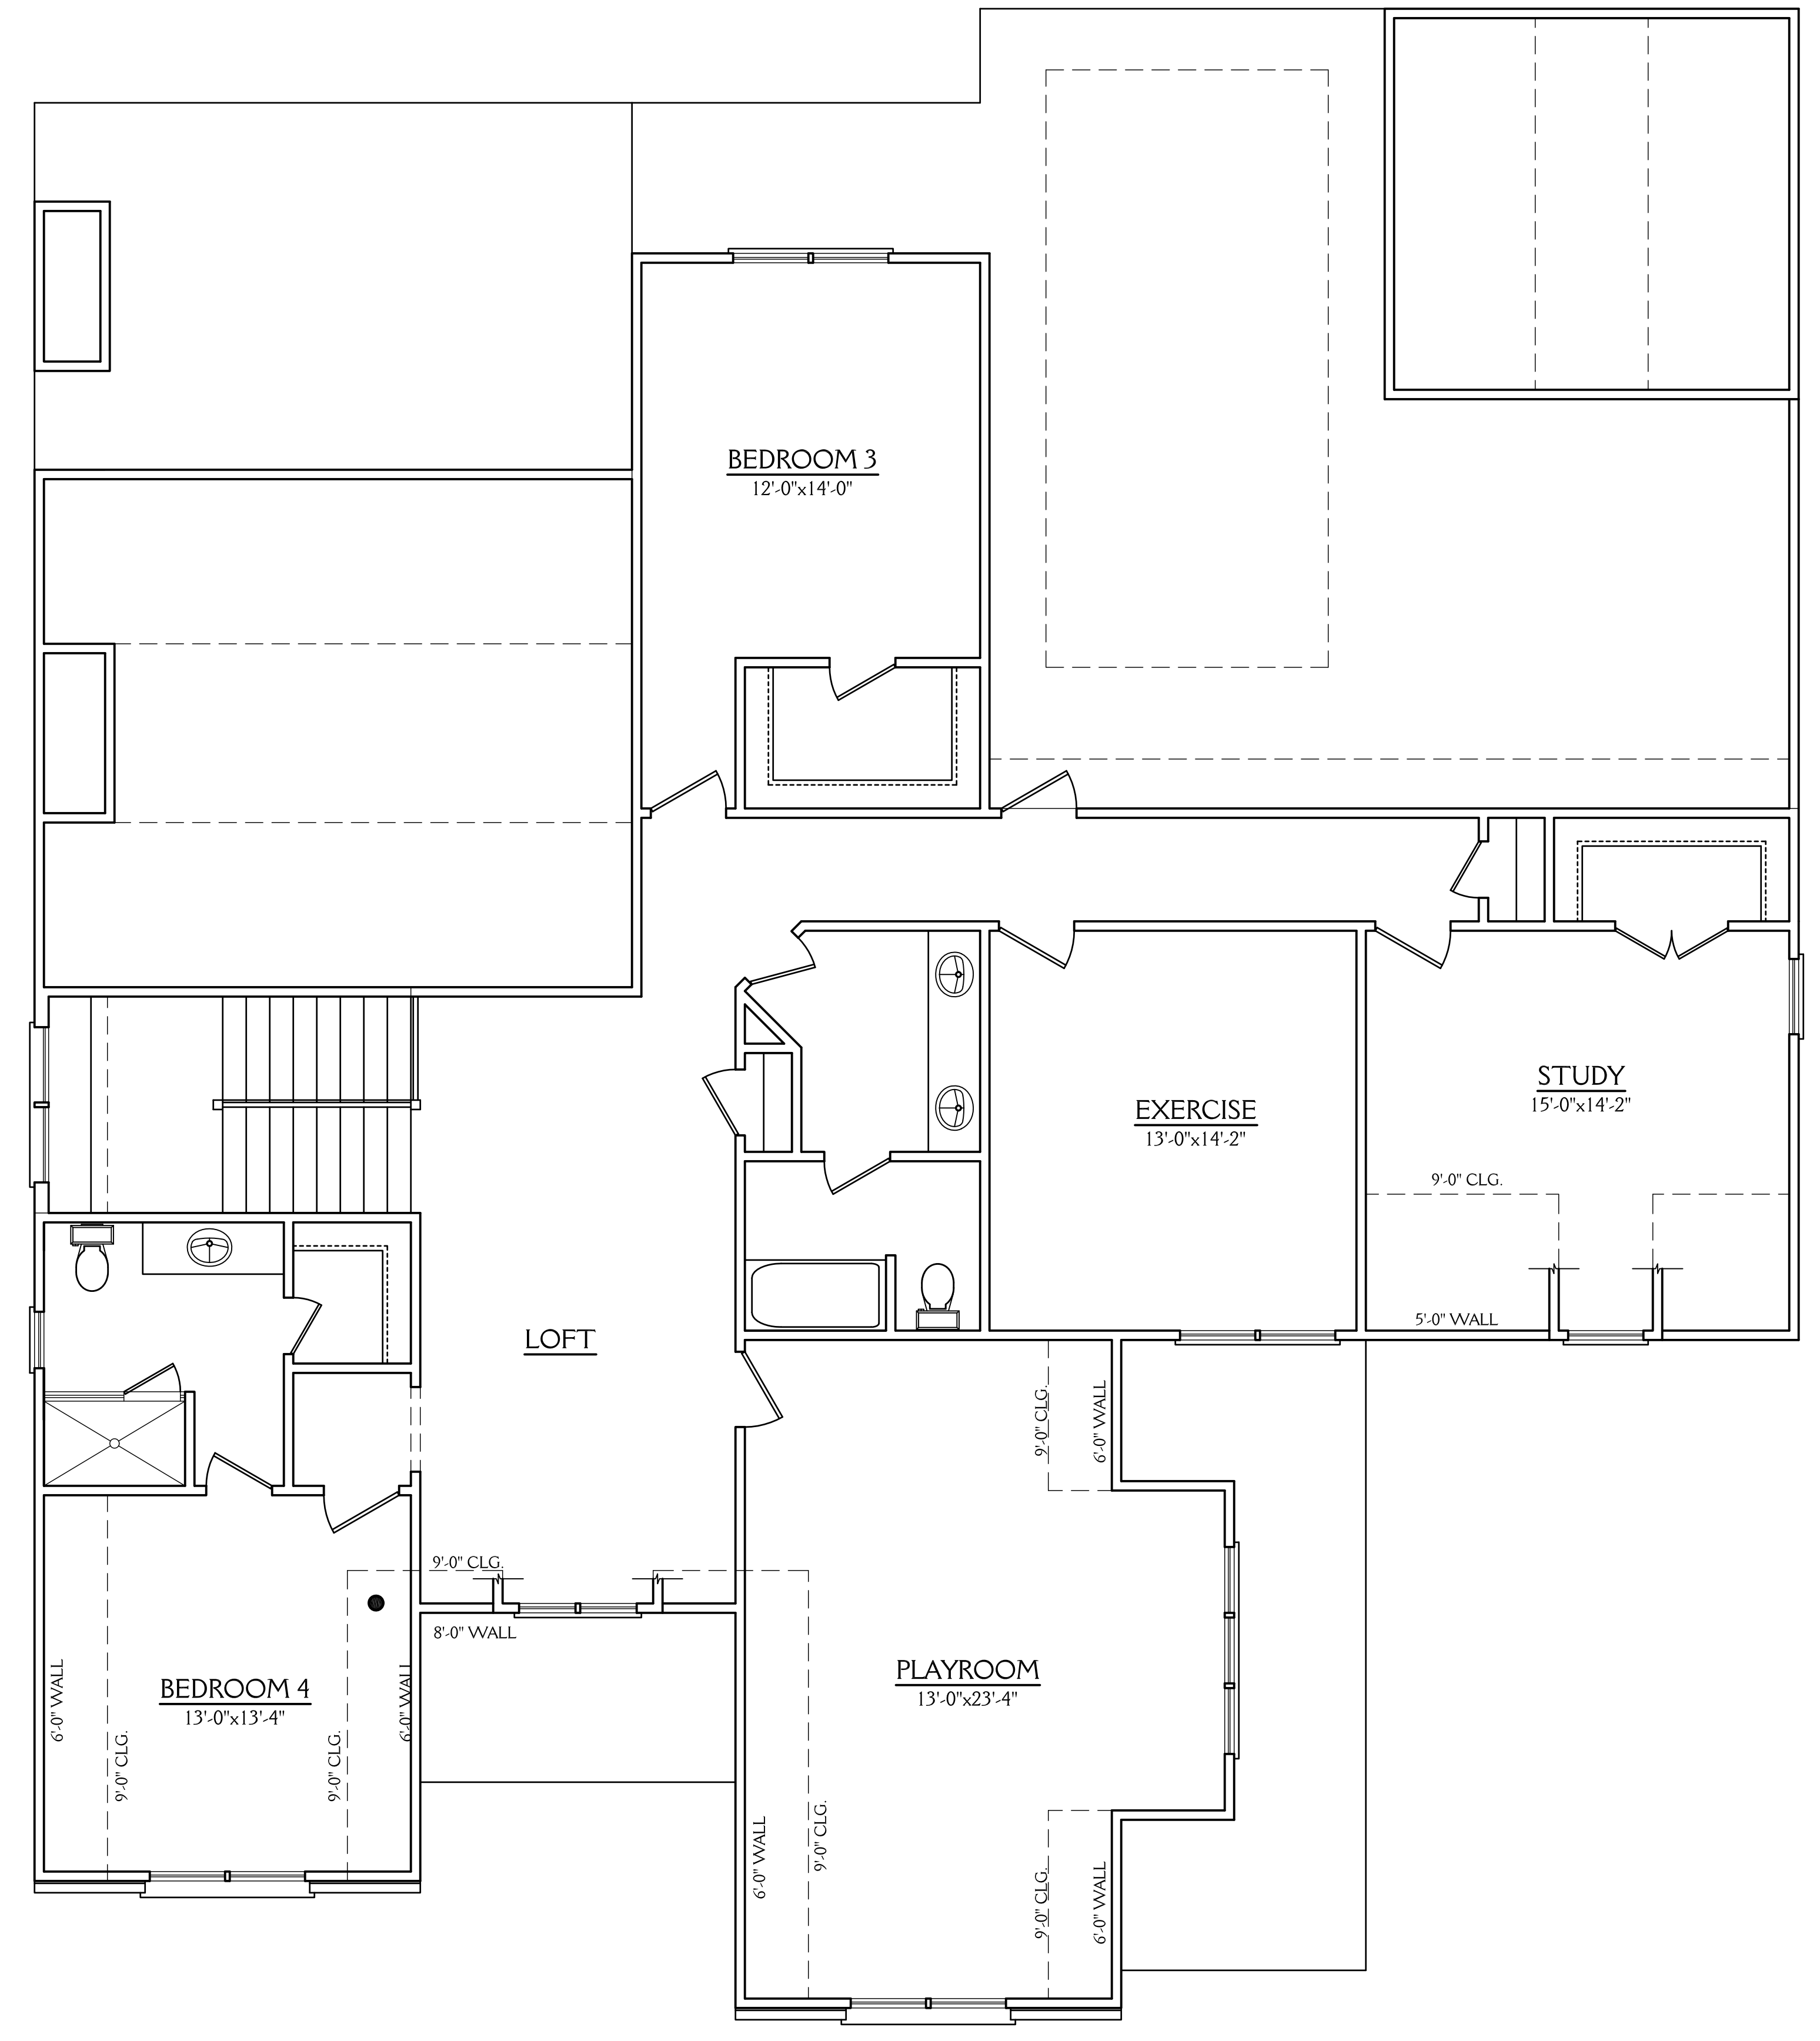 BEDROOM 3
12'-0"x14'-0"
STUDY
15'-0"x14'-2"
EXERCISE
13'-0"x14'-2"
9'-0" CLG.
5'-0" WALL
LOFT
9'-0" CLG.
6'-0" WALL
9'-0" CLG.
8'-0" WALL
PLAYROOM
13'-0"x23'-4"
BEDROOM 4
13'-0"x13'-4"
6'-0" WALL
9'-0" CLG.
9'-0" CLG.
6'-0" WALL
6'-0" WALL
9'-0" CLG.
9'-0" CLG.
6'-0" WALL